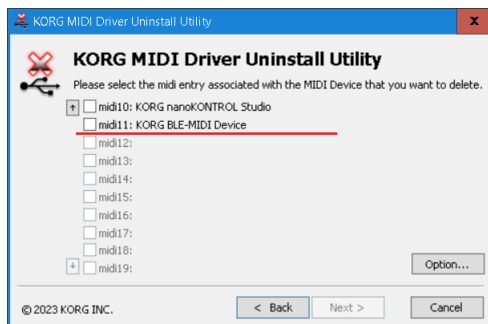 KORG MIDI Driver Uninstall Utility
X
KORG MIDI Driver Uninstall Utility
Please select the midi entry associated with the MIDI Device that you want to delete.
midi10: KORG nanoKONTROL Studio
midi11: KORG BLE-MIDI Device
midi12:
midi13:
midi14:
midi15:
midi16:
midi17:
midi18:
midi19:
Option...
© 2023 KORG INC.
< Back
Next >
Cancel